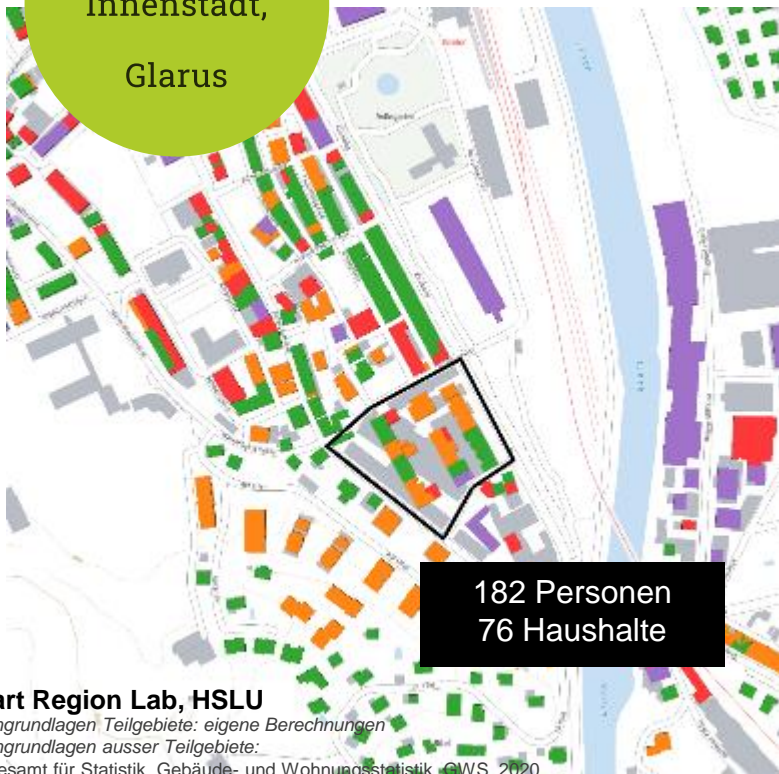 Innenstadt,
Glarus
182 Personen
76 Haushalte
art Region Lab, HSLU
ngrundlagen Teilgebiete: eigene Berechnungen
ngrundlagen ausser Teilgebiete:
esamt für Statistik, Gebäude- und Wohnungsstatistik, GWS, 2020